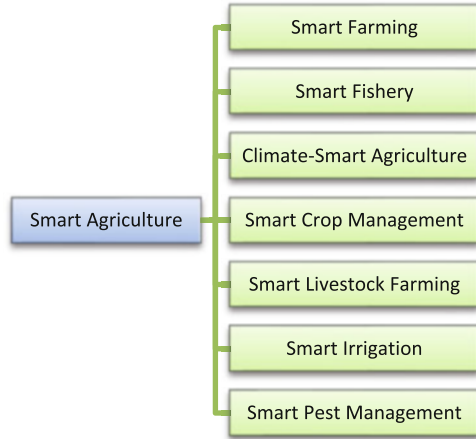 Smart Farming
Smart Fishery
Climate-Smart Agriculture
Smart Agriculture
Smart Crop Management
Smart Livestock Farming
Smart Irrigation
Smart Pest Management